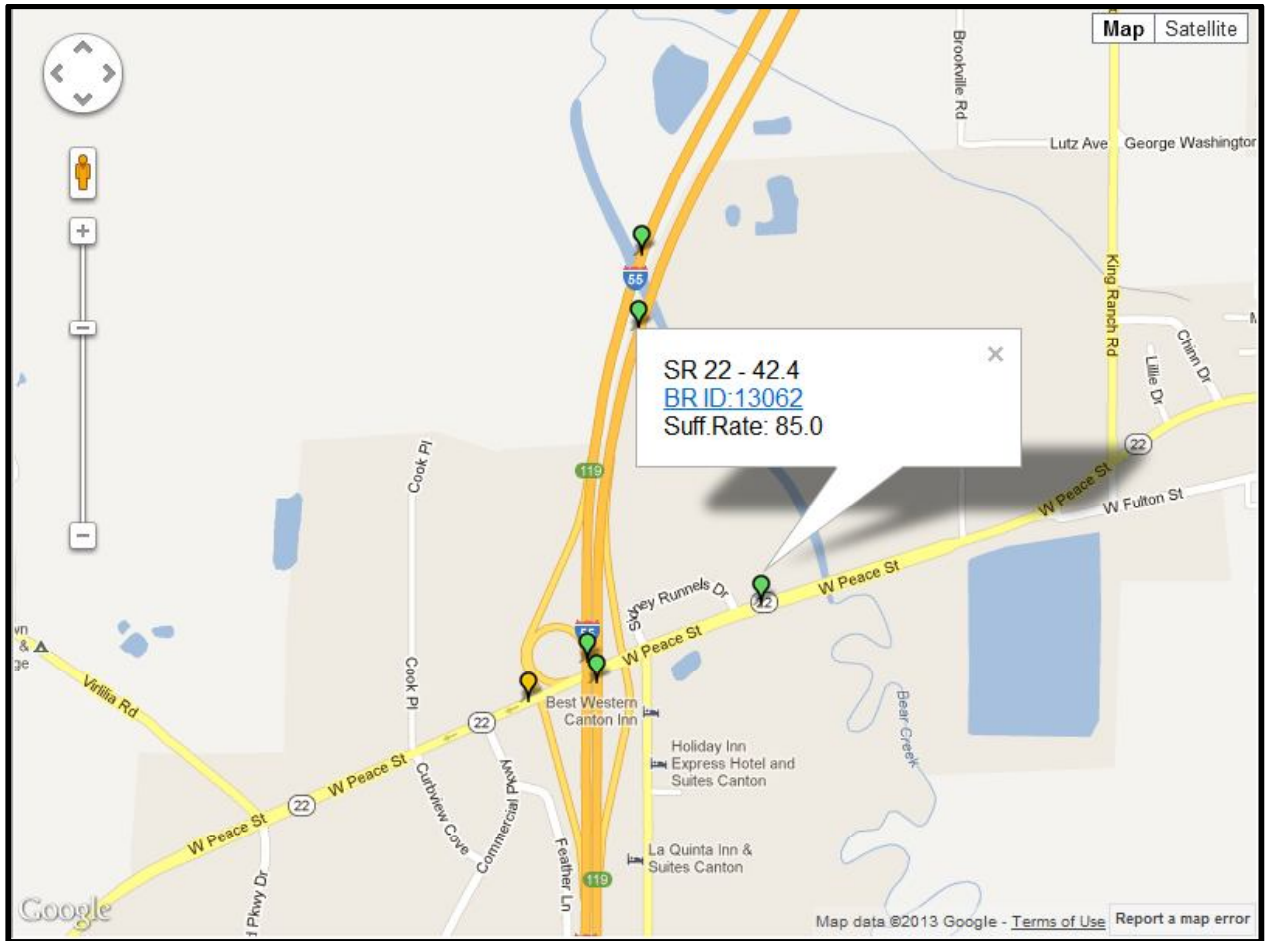 Map
Satellite
Brookville Rd
Lutz Ave
George Washington
55
King Ranch Rd
SR 22 - 42.4
BR ID:13062
Suff.Rate: 85.0
Chinn Dr
Lillie Dr
Cook Pl
119
22
W Peace St
W Fulton St
W Peace St
22
55
W Peace St
Cook Pl
Virlilia Rd
Best Western
Canton Inn
22
Bear Creek
Holiday Inn
Express Hotel and
Suites Canton
W Peace St
22
Curbview Cove
Commercial Pkwy
W Peace St
Feather Ln
La Quinta Inn &
Suites Canton
119
Pkwy Dr
Google
Map data ©2013 Google - Terms of Use
Report a map error